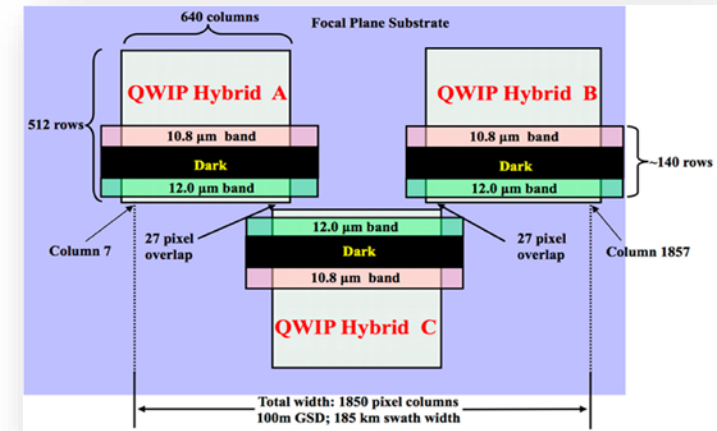 640 columns
Focal Plane Substrate
QWIP Hybrid A
QWIP Hybrid B
512 rows
10.8 µm band
10.8 µm band
Dark
Dark
~140 rows
12.0 µm band
12.0 µm band
Column 7
27 pixel
overlap
12.0 µm band
27 pixel
overlap
Column 1857
Dark
10.8 µm band
QWIP Hybrid C
Total width: 1850 pixel columns
100m GSD; 185 km swath width